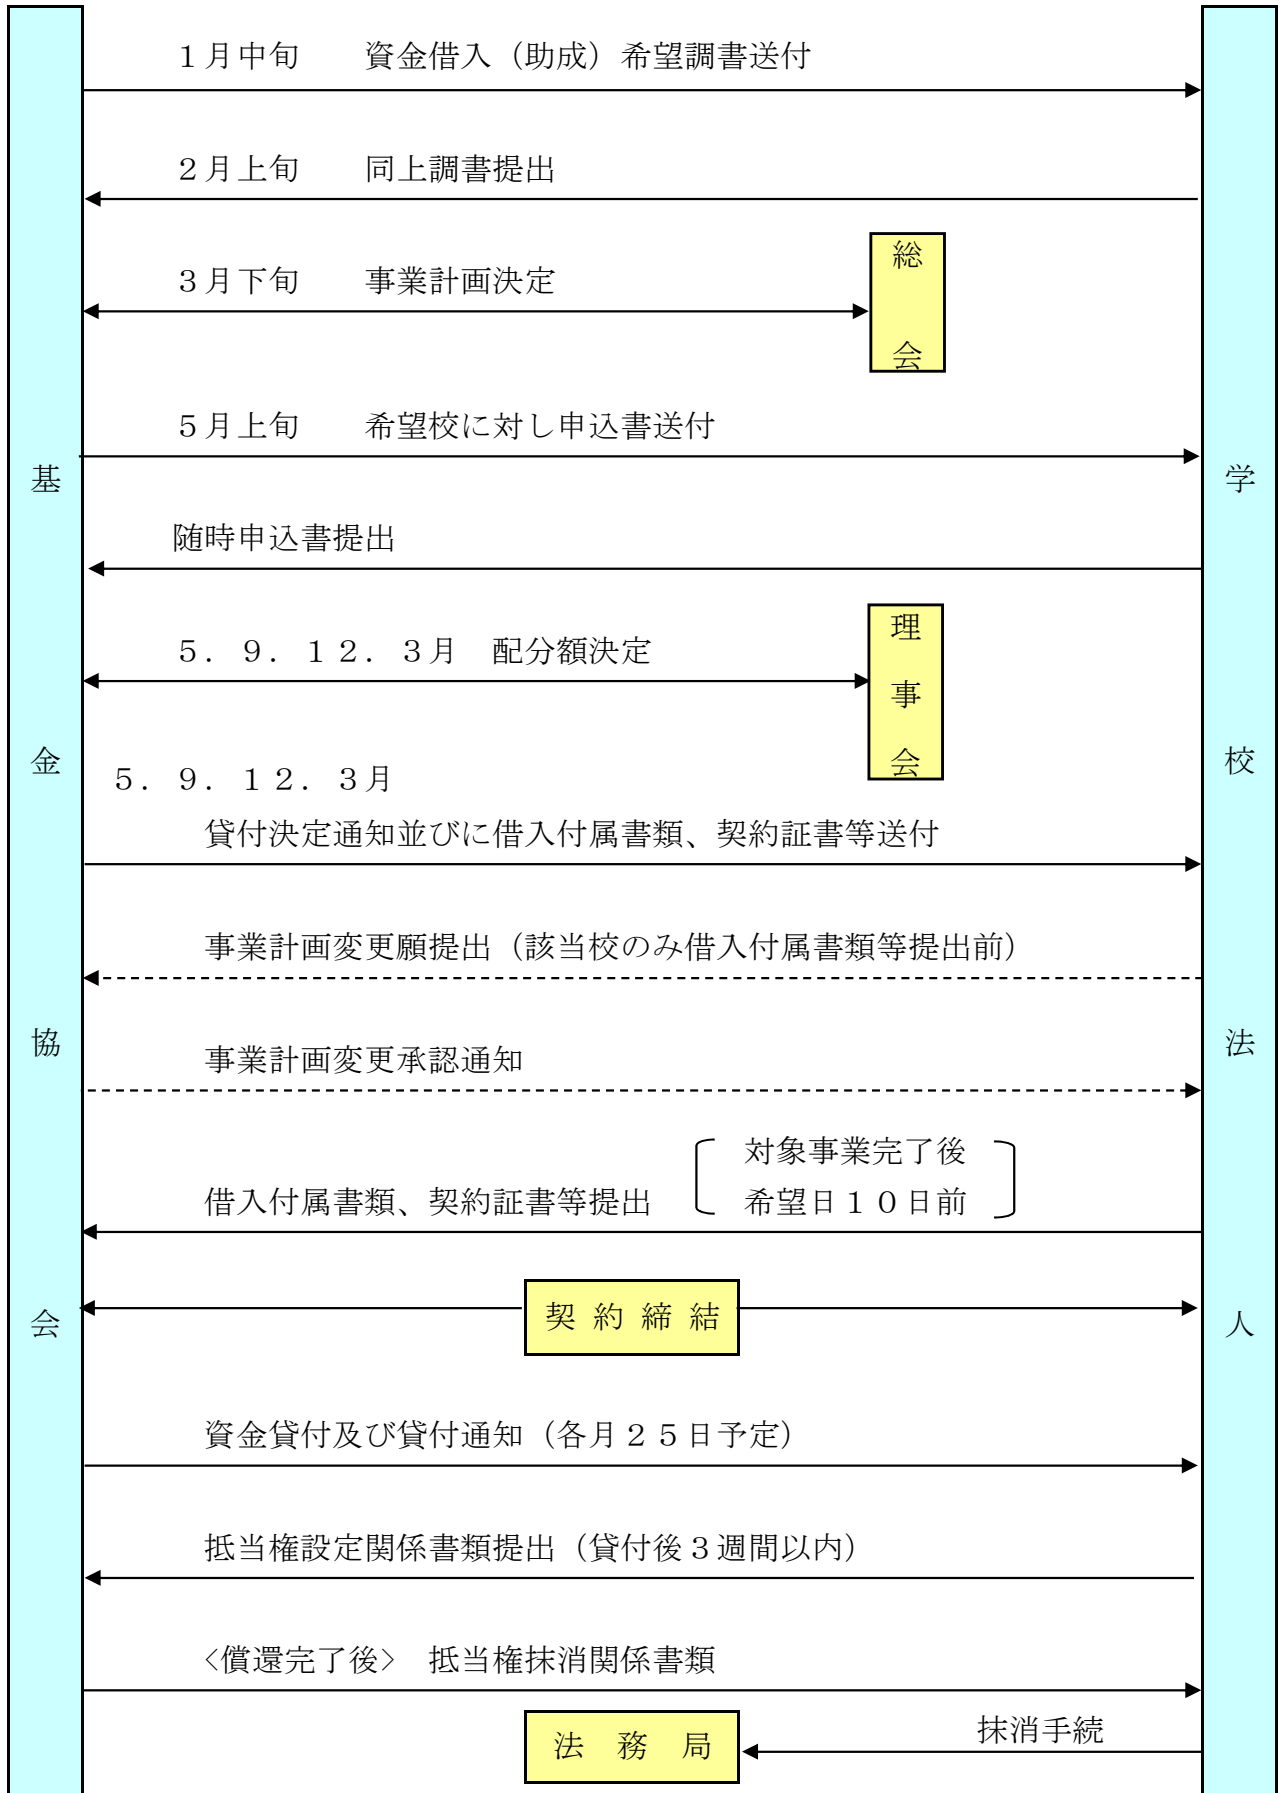 １月中旬　　資金借入（助成）希望調書送付
２月上旬　　同上調書提出
総会
３月下旬　　事業計画決定
５月上旬　　希望校に対し申込書送付
基金協会
学校法人
随時申込書提出
理事会
５．９．１２．３月　配分額決定
５．９．１２．３月
貸付決定通知並びに借入付属書類、契約証書等送付
事業計画変更願提出（該当校のみ借入付属書類等提出前）
事業計画変更承認通知
対象事業完了後
借入付属書類、契約証書等提出
希望日１０日前
契約締結
資金貸付及び貸付通知（各月２５日予定）
抵当権設定関係書類提出（貸付後３週間以内）
<償還完了後>　抵当権抹消関係書類
抹消手続
法務局